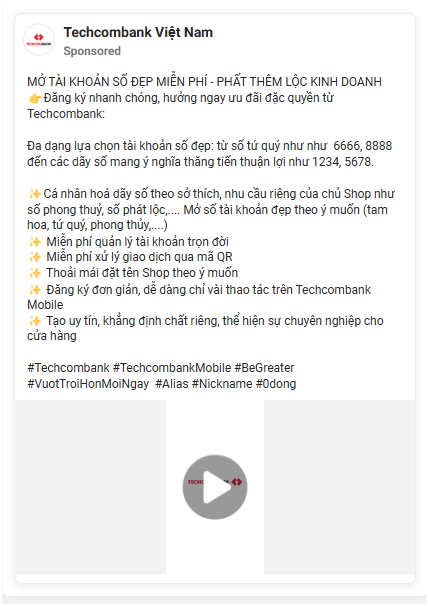 TECHCOMBANK
Techcombank Việt Nam
Sponsored
MỞ TÀI KHOẢN SỐ ĐẸP MIỄN PHÍ - PHẤT THÊM LỘC KINH DOANH
👉Đăng ký nhanh chóng, hưởng ngay ưu đãi đặc quyền từ
Techcombank:
Đa dạng lựa chọn tài khoản số đẹp: từ số tứ quý như như  6666, 8888
đến các dãy số mang ý nghĩa thăng tiến thuận lợi như 1234, 5678.
✨Cá nhân hoá dãy số theo sở thích, nhu cầu riêng của chủ Shop như
số phong thuỷ, số phát lộc,.... Mở số tài khoản đẹp theo ý muốn (tam
hoa, tứ quý, phong thủy,....)
✨ Miễn phí quản lý tài khoản trọn đời
✨ Miễn phí xử lý giao dịch qua mã QR
✨ Thoải mái đặt tên Shop theo ý muốn
✨ Đăng ký đơn giản, dễ dàng chỉ vài thao tác trên Techcombank
Mobile
✨ Tạo uy tín, khẳng định chất riêng, thể hiện sự chuyên nghiệp cho
cửa hàng
#Techcombank #TechcombankMobile #BeGreater
#VuotTroiHonMoiNgay  #Alias #Nickname #0dong